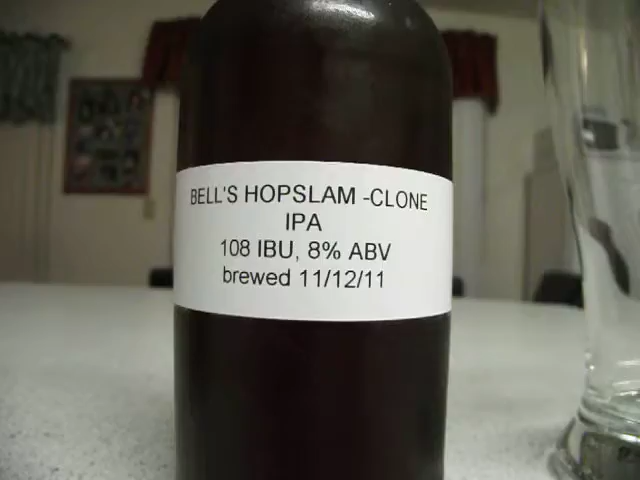 BELL'S HOPSLAM -CLONE
IPA
108 IBU, 8% ABV
brewed 11/12/11